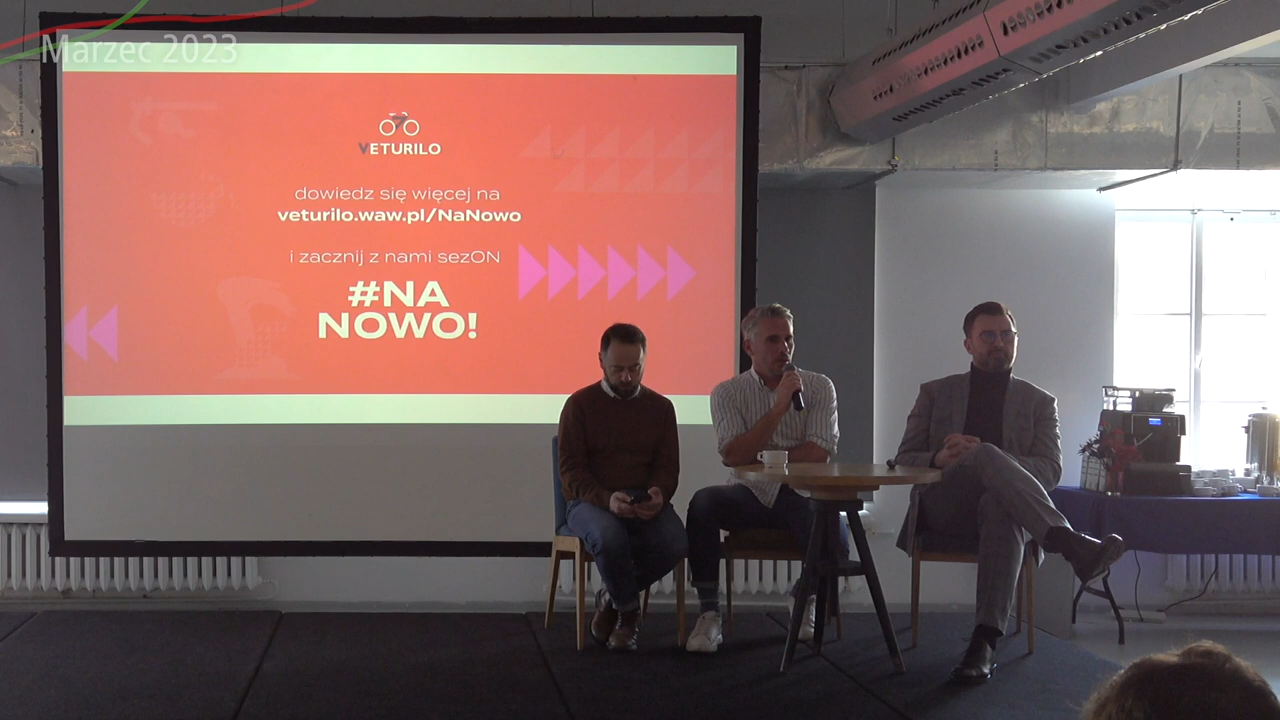 Marzec 2023
VETURILO
dowiedz się więcej na
veturilo.waw.pl/NaNowo
i zacznij z nami sezON
#NA
NOWO!